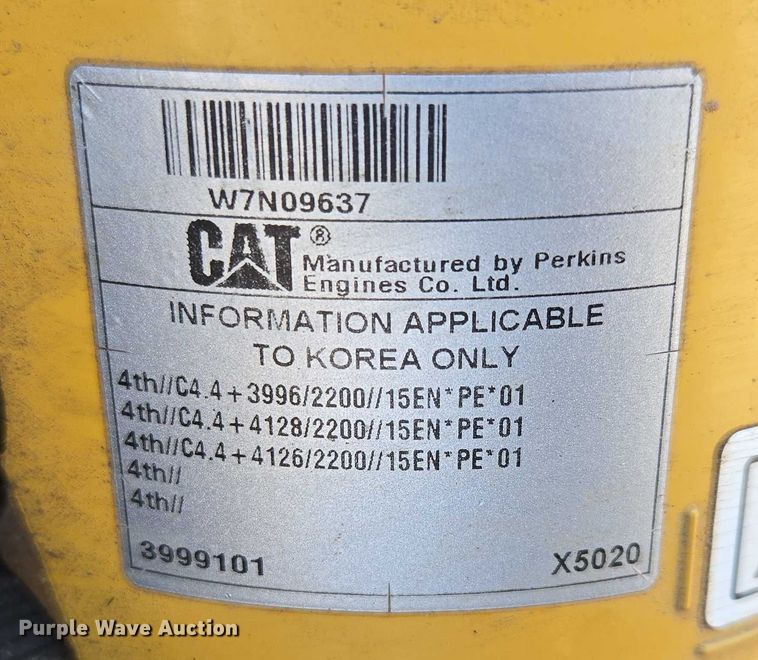 W7N09637
CAT® Manufactured by Perkins
Engines Co. Ltd.
INFORMATION APPLICABLE
TO KOREA ONLY
4th//C4.4+3996/2200//15EN*PE*01
4th//C4.4+4128/2200//15EN*PE*01
4th//C4.4+4126/2200//15EN*PE*01
4th//
4th//
3999101 X5020
Purple Wave Auction